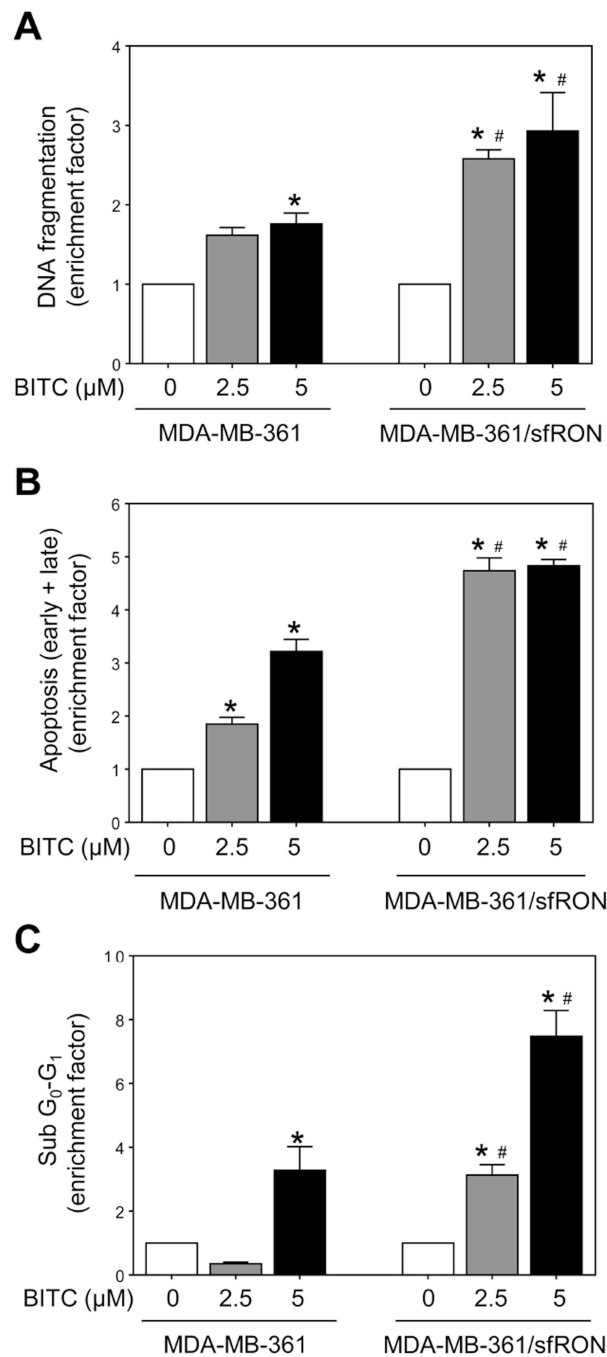 A
DNA fragmentation
(enrichment factor)
4
3
2
1
0
* * # * #
BITC (µM) 0 2.5 5 0 2.5 5
MDA-MB-361 MDA-MB-361/sfRON
B
Apoptosis (early + late)
(enrichment factor)
6
5
4
3
2
1
0
* * * # * #
BITC (µM) 0 2.5 5 0 2.5 5
MDA-MB-361 MDA-MB-361/sfRON
C
Sub G₀-G₁
(enrichment factor)
10
8
6
4
2
0
* * # * #
BITC (µM) 0 2.5 5 0 2.5 5
MDA-MB-361 MDA-MB-361/sfRON